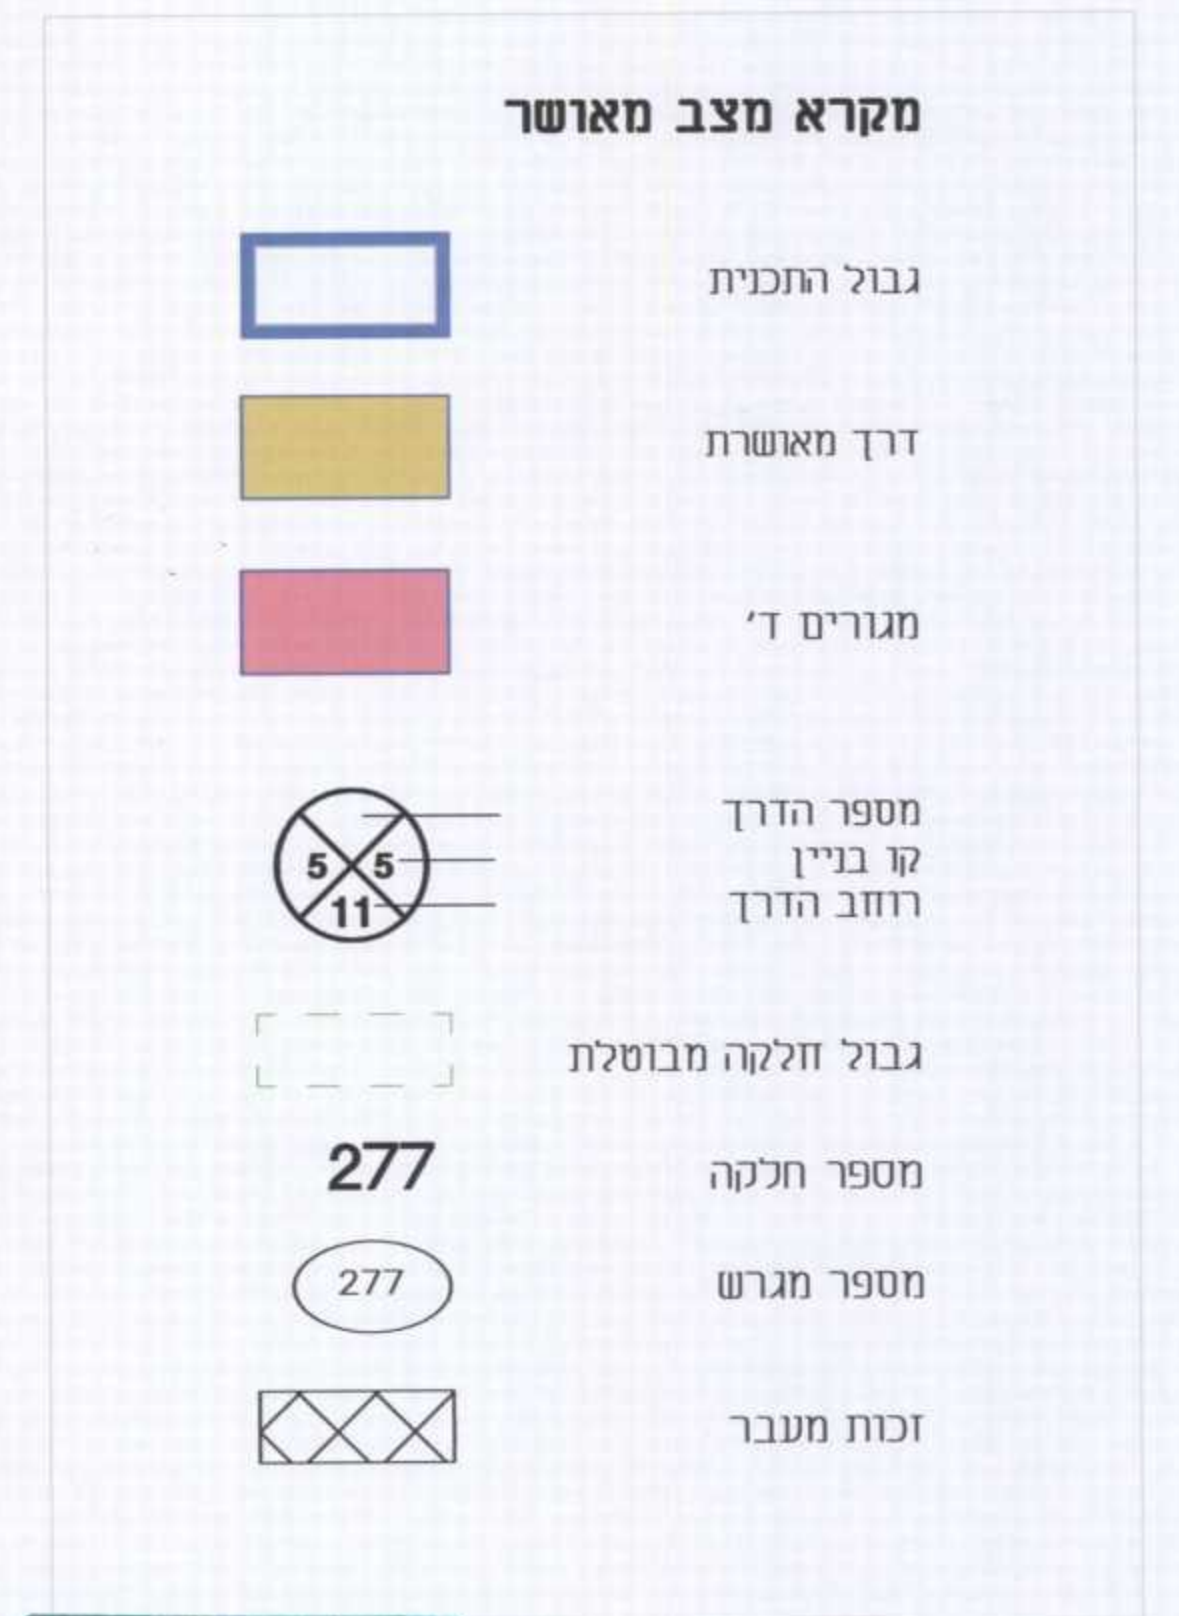 מקרא מצב מאושר
גבול התכנית
דרך מאושרת
מגורים ד'
מספר הדרך
קו בניין
5 5
רוחב הדרך
11
גבול חלקה מבוטלת
מספר חלקה
277
מספר מגרש
277
זכות מעבר